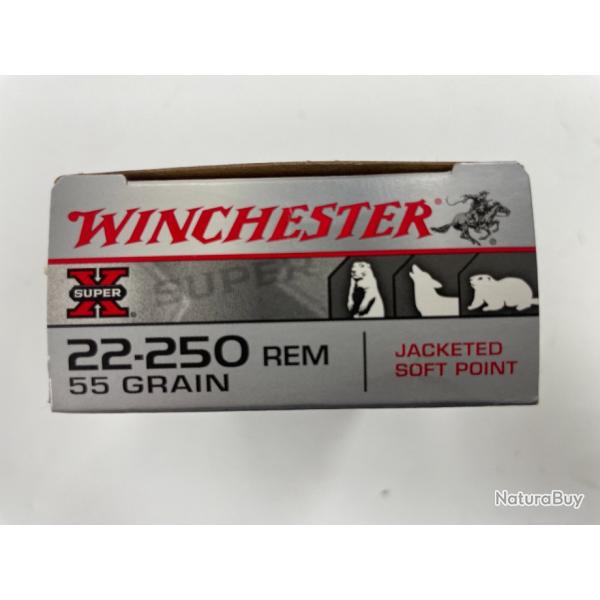 WINCHESTER®
SUPER
X
SUPER
®
22-250 REM
55 GRAIN
JACKETED
SOFT POINT
NaturaBuy